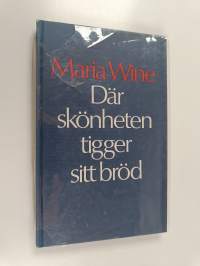 Maria Wine
Där
skönheten
tigger
sitt bröd